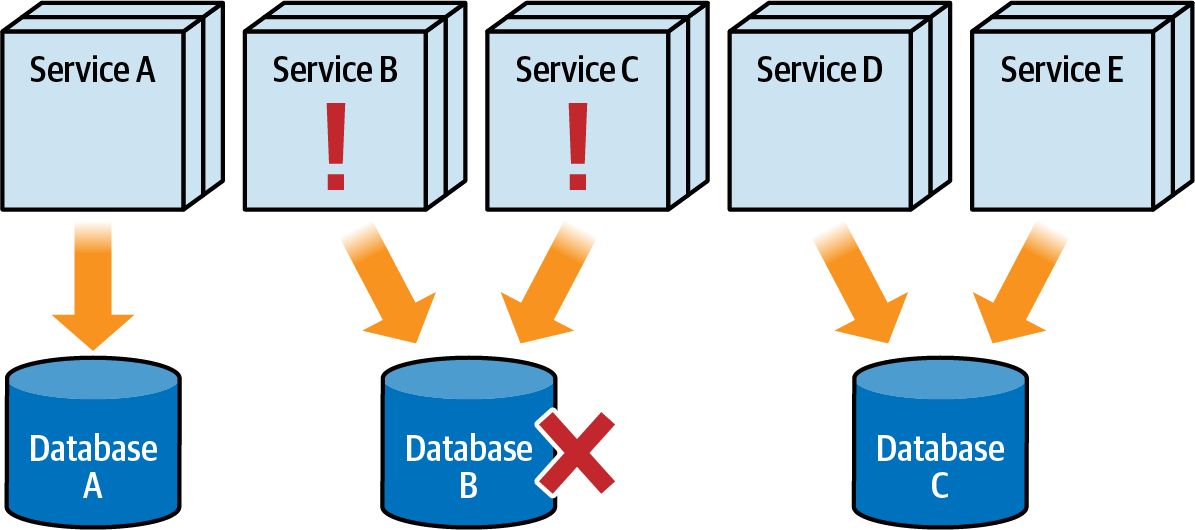 Service A
Service B
Service C
Service D
Service E
!
!
Database
A
Database
B
Database
C